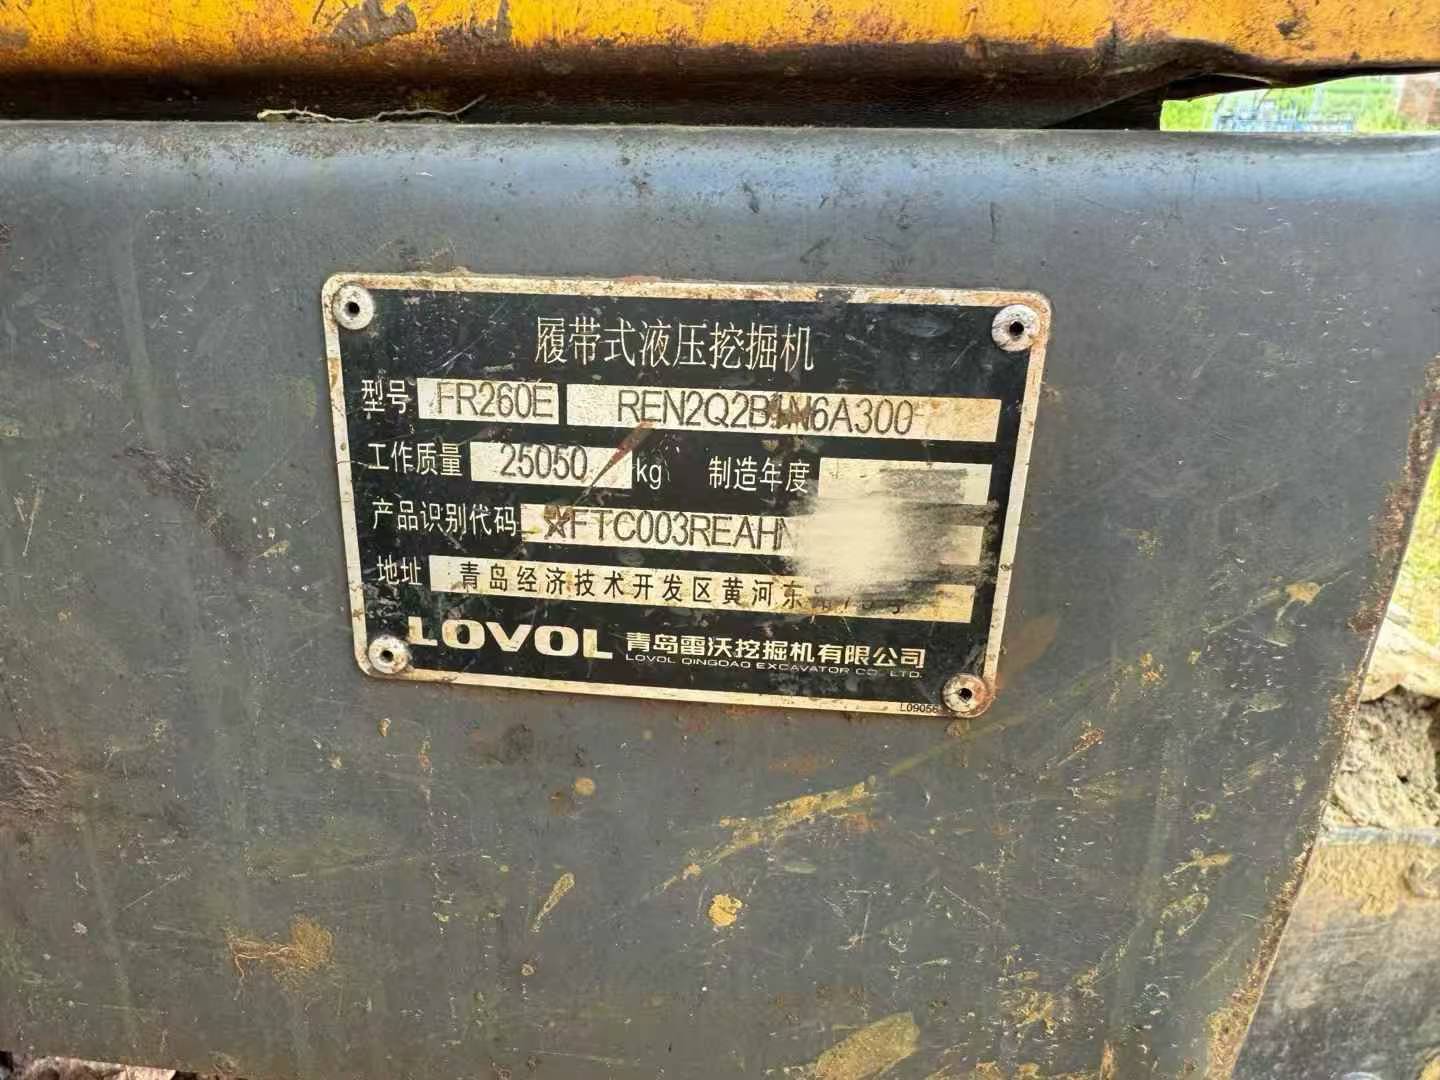 履带式液压挖掘机
型号 FR260E REN2Q2B1N6A300
工作质量 25050 kg 制造年度
产品识别代码 ☆FTC003REAHN
地址 青岛经济技术开发区黄河东
LOVOL 青岛雷沃挖掘机有限公司
LOVOL QINGDAO EXCAVATOR CO., LTD.
L09056